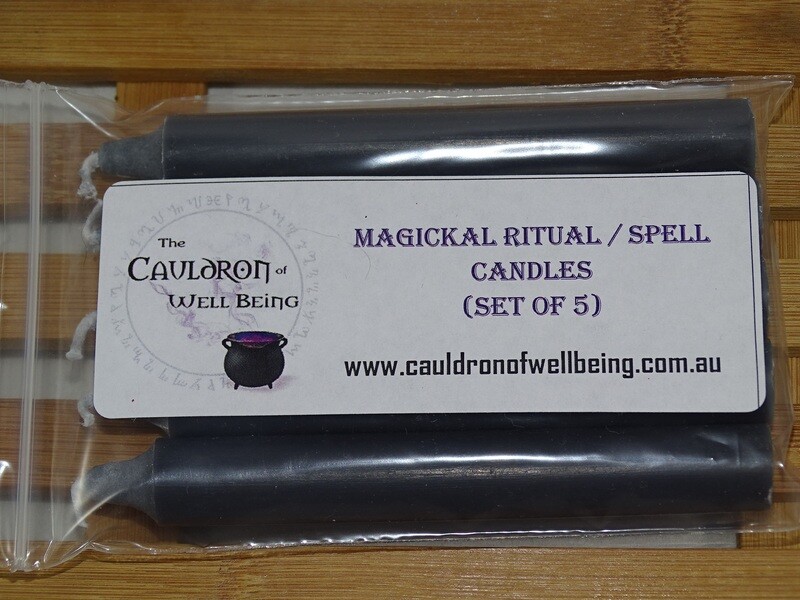 The
CAULDRON of
WELL BEING
MAGICKAL RITUAL / SPELL
CANDLES
(SET OF 5)
www.cauldronofwellbeing.com.au